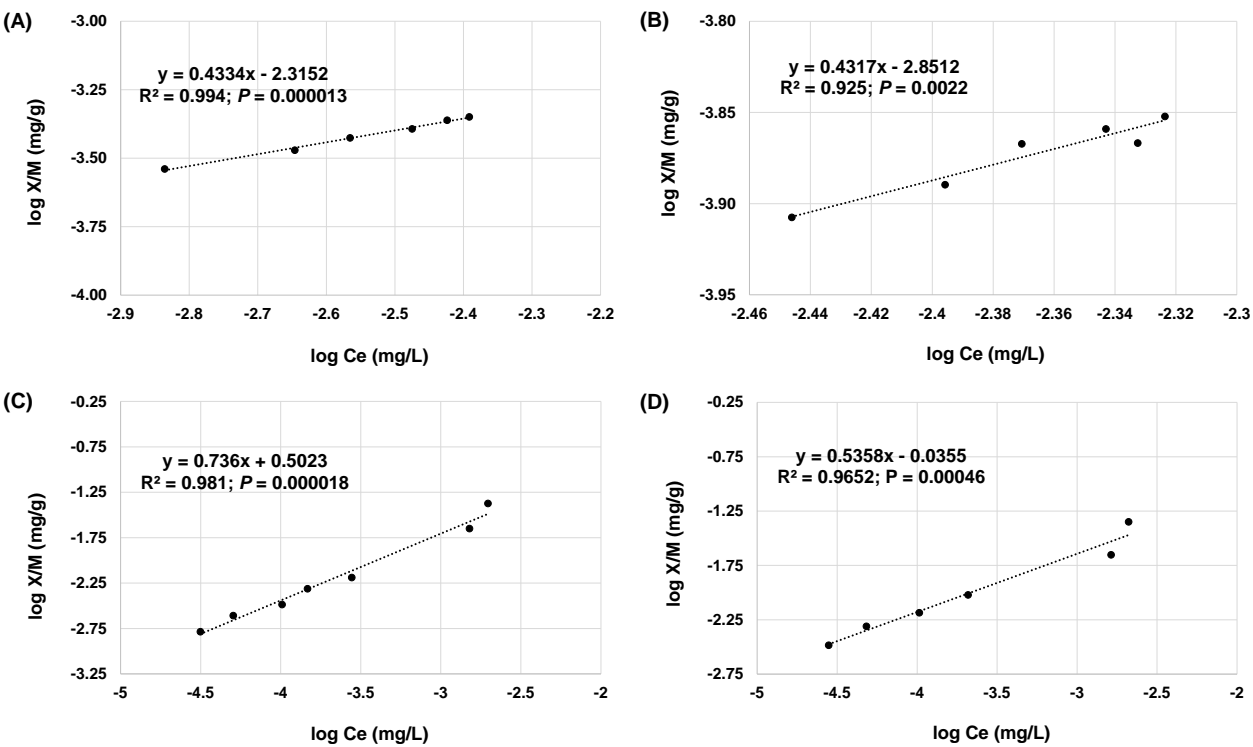 (A)
-3.00
-3.25
-3.50
-3.75
-4.00
log X/M (mg/g)
y = 0.4334x - 2.3152
R² = 0.994; P = 0.000013
-2.9 -2.8 -2.7 -2.6 -2.5 -2.4 -2.3 -2.2
log Ce (mg/L)
(B)
-3.80
-3.85
-3.90
-3.95
log X/M (mg/g)
y = 0.4317x - 2.8512
R² = 0.925; P = 0.0022
-2.46 -2.44 -2.42 -2.4 -2.38 -2.36 -2.34 -2.32 -2.3
log Ce (mg/L)
(C)
-0.25
-0.75
-1.25
-1.75
-2.25
-2.75
-3.25
log X/M (mg/g)
y = 0.736x + 0.5023
R² = 0.981; P = 0.000018
-5 -4.5 -4 -3.5 -3 -2.5 -2
log Ce (mg/L)
(D)
-0.25
-0.75
-1.25
-1.75
-2.25
-2.75
log X/M (mg/g)
y = 0.5358x - 0.0355
R² = 0.9652; P = 0.00046
-5 -4.5 -4 -3.5 -3 -2.5 -2
log Ce (mg/L)